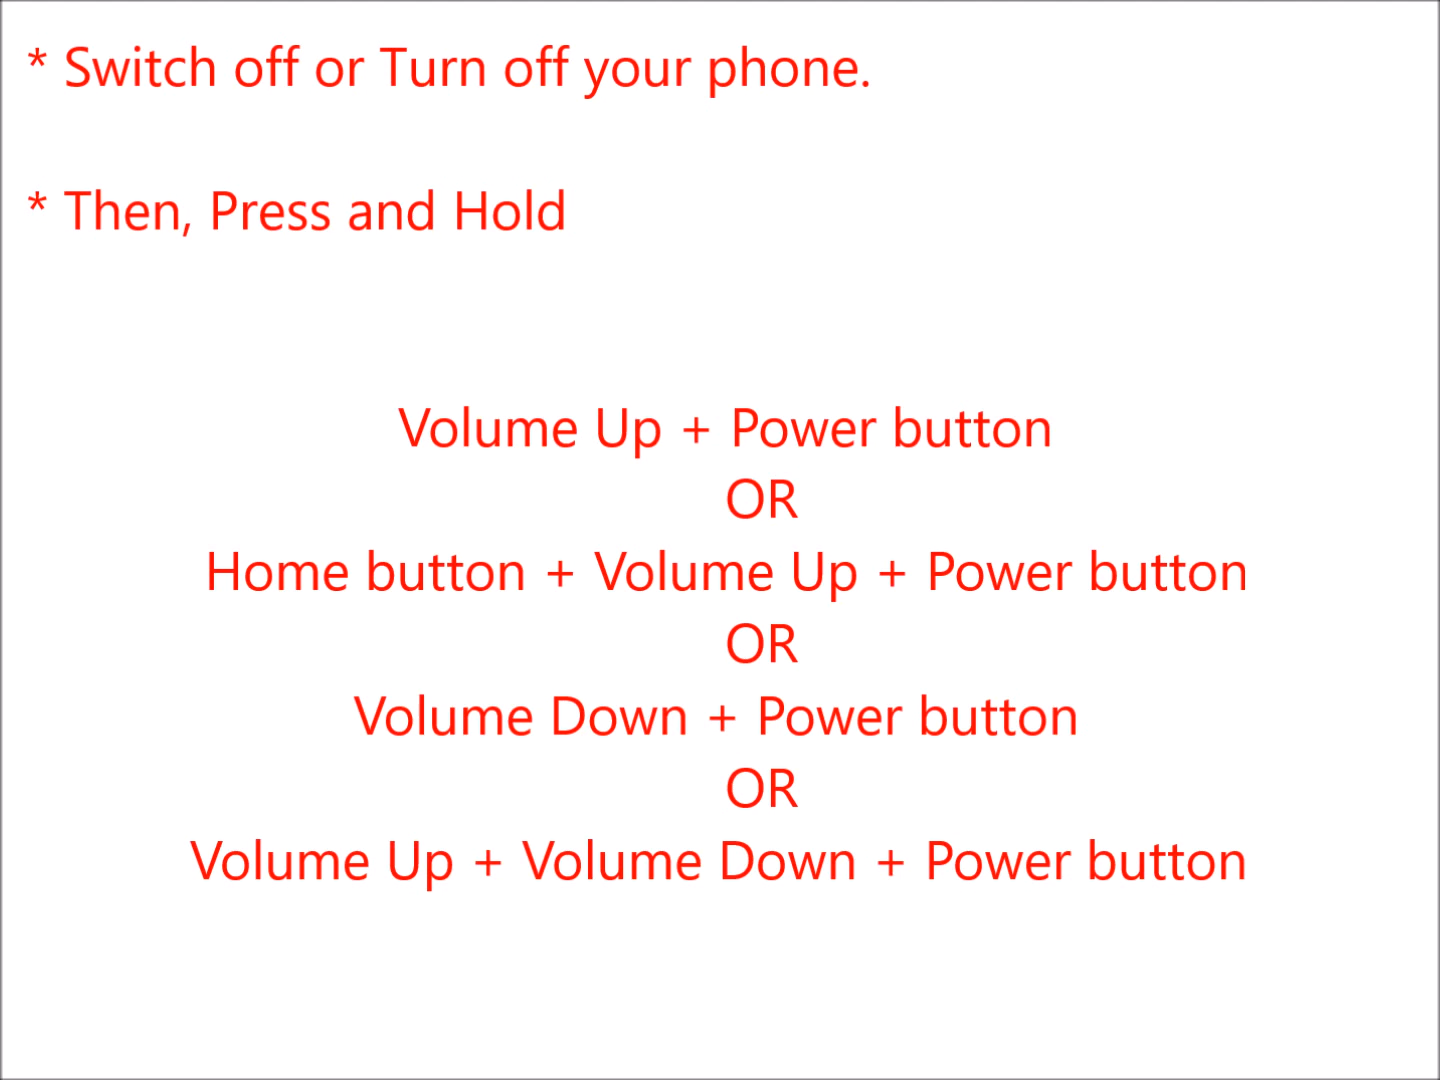 * Switch off or Turn off your phone.
* Then, Press and Hold
Volume Up + Power button
OR
Home button + Volume Up + Power button
OR
Volume Down + Power button
OR
Volume Up + Volume Down + Power button